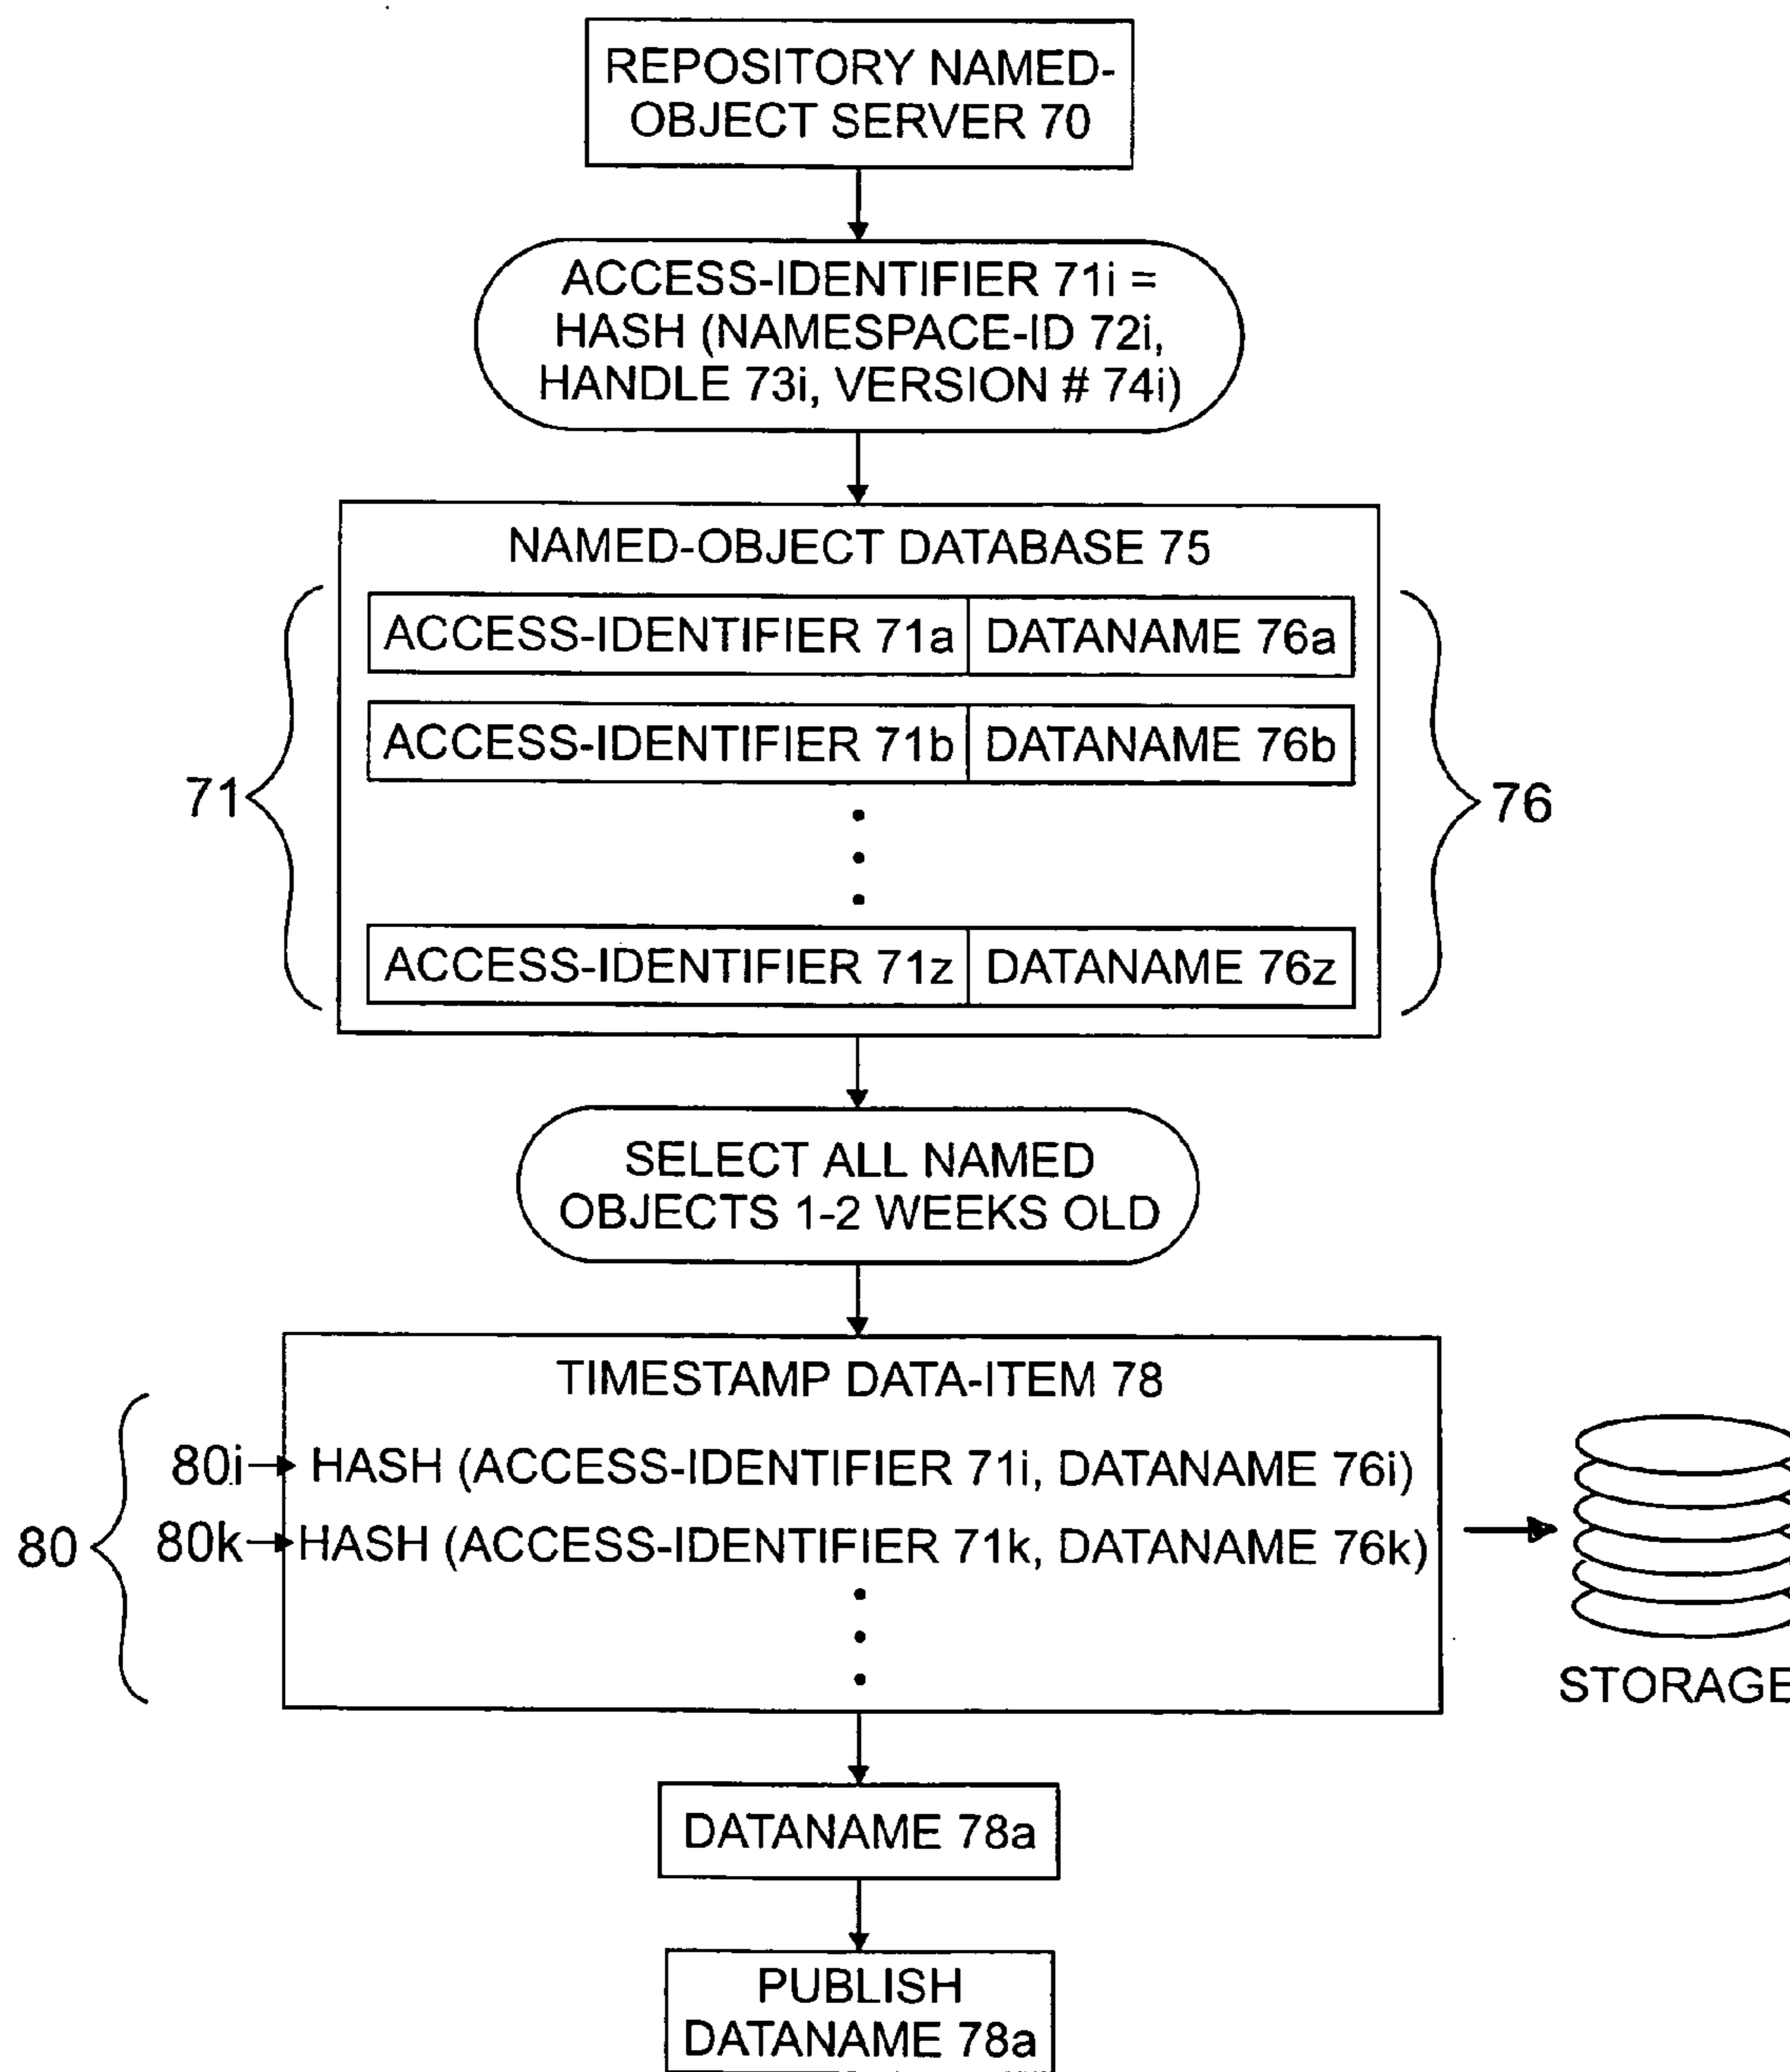 REPOSITORY NAMED-
OBJECT SERVER 70
ACCESS-IDENTIFIER 71i =
HASH (NAMESPACE-ID 72i,
HANDLE 73i, VERSION # 74i)
NAMED-OBJECT DATABASE 75
ACCESS-IDENTIFIER 71a DATANAME 76a
ACCESS-IDENTIFIER 71b DATANAME 76b
71
76
ACCESS-IDENTIFIER 71z DATANAME 76z
SELECT ALL NAMED
OBJECTS 1-2 WEEKS OLD
TIMESTAMP DATA-ITEM 78
80i HASH (ACCESS-IDENTIFIER 71i, DATANAME 76i)
80
80k HASH (ACCESS-IDENTIFIER 71k, DATANAME 76k)
STORAGE
DATANAME 78a
PUBLISH
DATANAME 78a